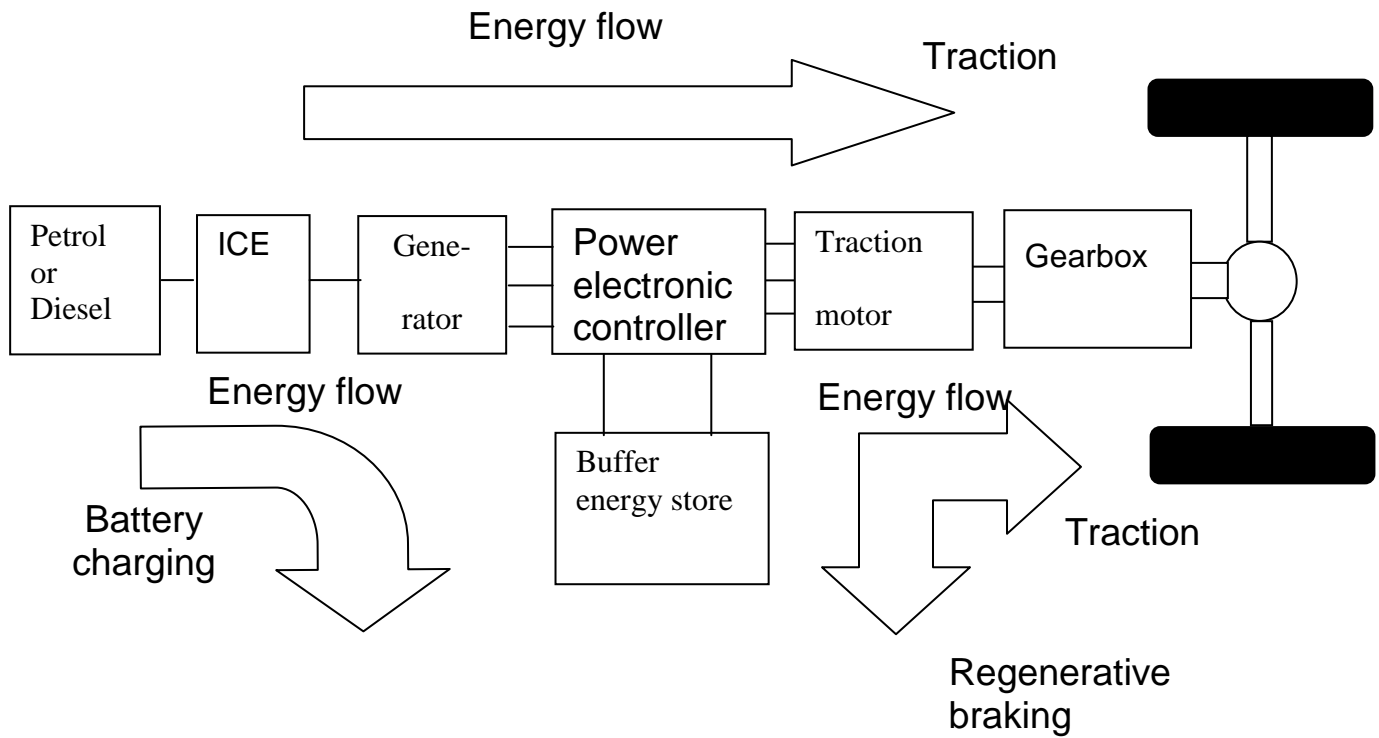 Energy flow
Traction
Petrol
or
Diesel
ICE
Gene-
rator
Power
electronic
controller
Traction
motor
Gearbox
Energy flow
Battery
charging
Buffer
energy store
Energy flow
Traction
Regenerative
braking